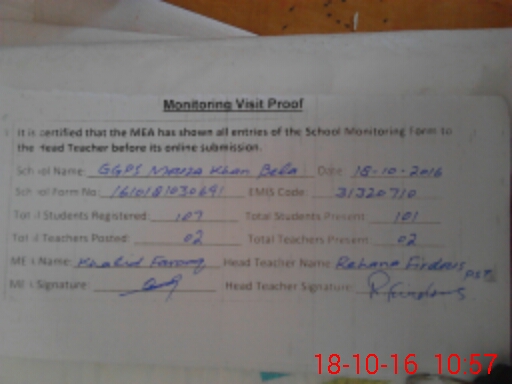 Monitoring Visit Proof
It is certified that the MEA has shown all entries of the School Monitoring Form to
the Head Teacher before its online submission.
School Name: GGPS Khan Bela Date: 18-10-2016
School Form No: 1610181030641 EMIS Code: 31320710
Total Students Registered: 107 Total Students Present: 101
Total Teachers Posted: 02 Total Teachers Present: 02
MEA Name: Khalid Farooq Head Teacher Name: Rehana Firdous PST
MEA Signature: Head Teacher Signature: R Firdous
18-10-16 10:57